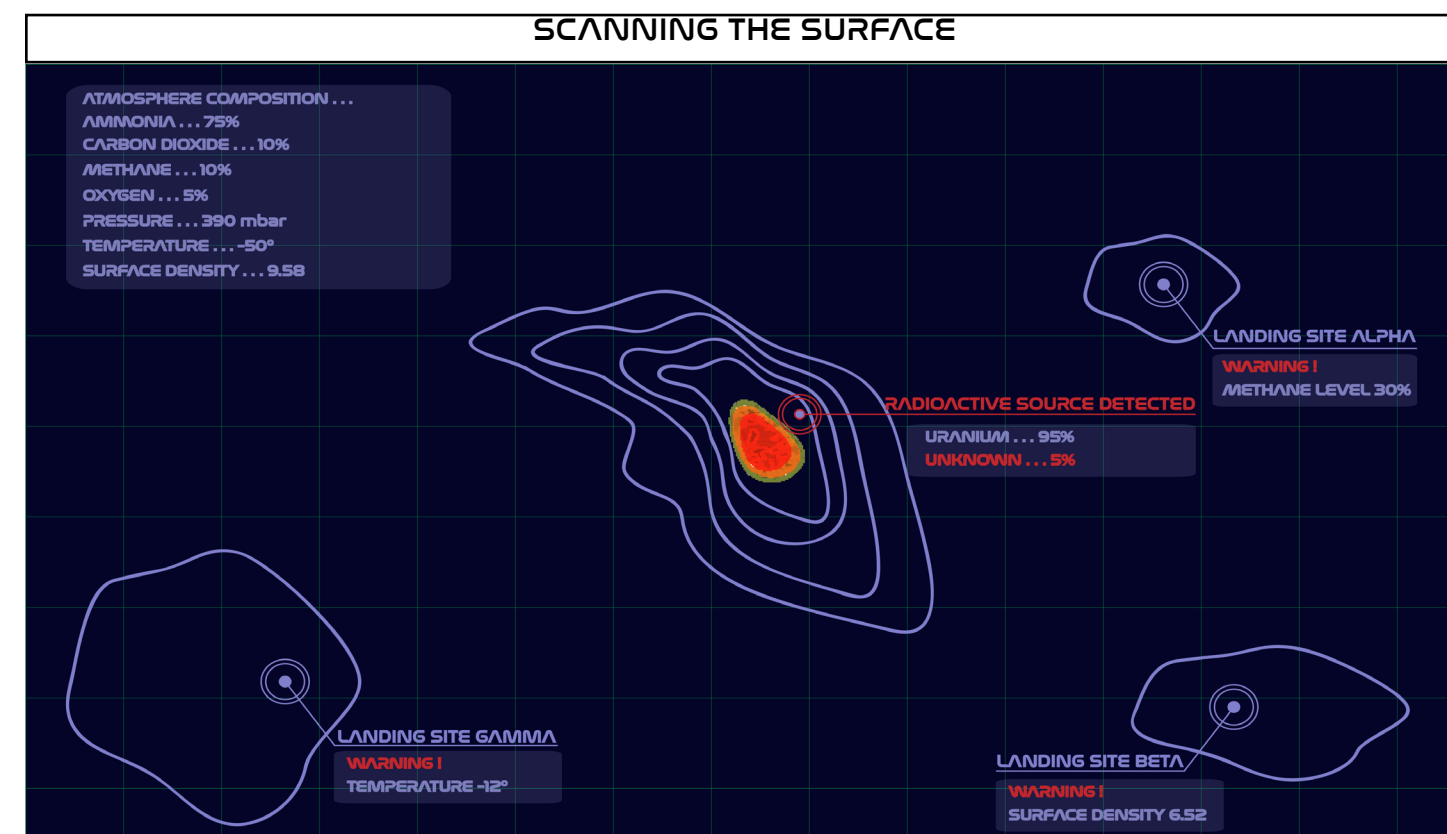 SCANNING THE SURFACE
ATMOSPHERE COMPOSITION . . .
AMMONIA . . . 75%
CARBON DIOXIDE . . . 10%
METHANE . . . 10%
OXYGEN . . . 5%
PRESSURE . . . 390 mbar
TEMPERATURE . . . -50°
SURFACE DENSITY . . . 9.58
LANDING SITE ALPHA
WARNING !
METHANE LEVEL 30%
RADIOACTIVE SOURCE DETECTED
URANIUM . . . 95%
UNKNOWN . . . 5%
LANDING SITE GAMMA
WARNING !
TEMPERATURE -12°
LANDING SITE BETA
WARNING !
SURFACE DENSITY 6.52